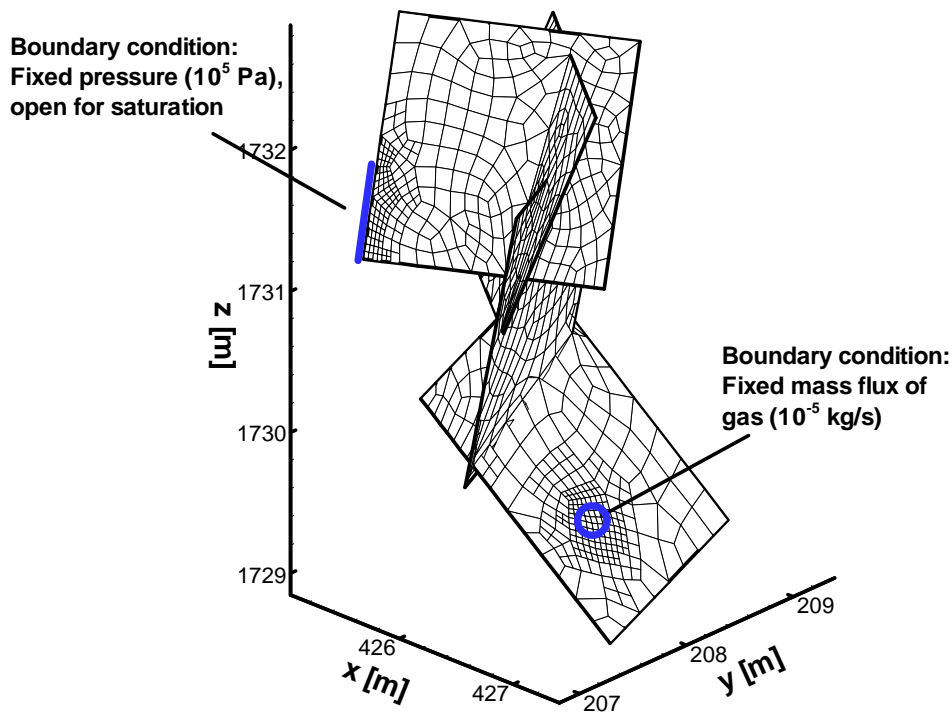 Boundary condition:
Fixed pressure (10⁵ Pa),
open for saturation
1732
1731
z [m]
1730
1729
Boundary condition:
Fixed mass flux of
gas (10⁻⁵ kg/s)
426
427
x [m]
207
208
209
y [m]